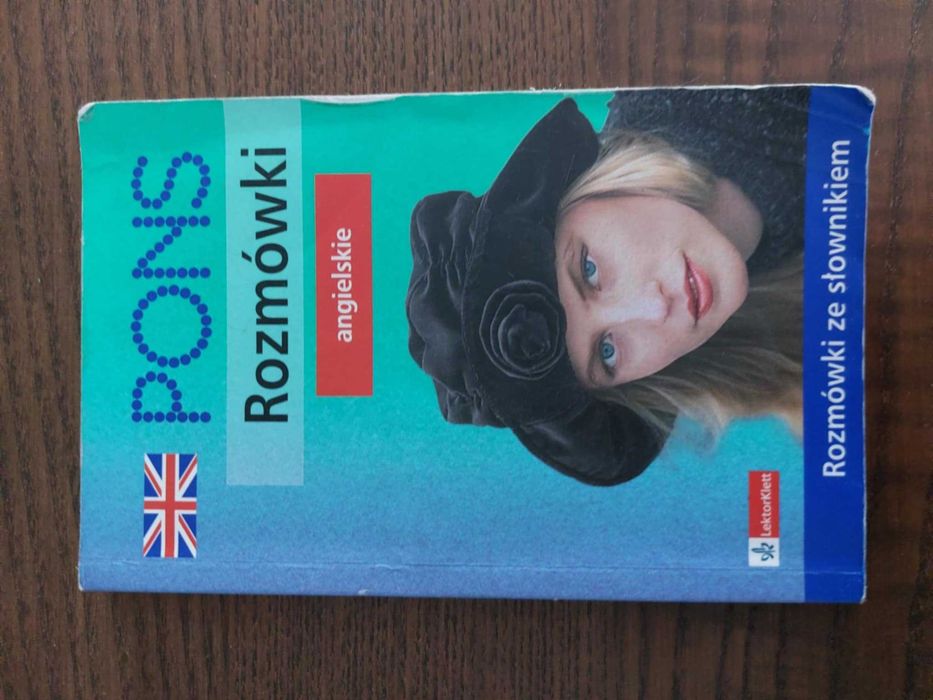 PONS
Rozmówki
angielskie
LektorKlett
Rozmówki ze słownikiem